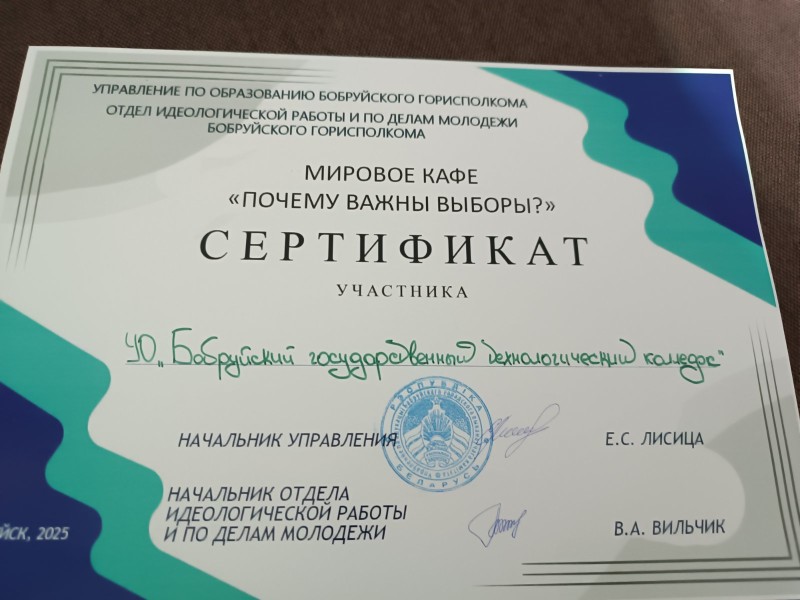 УПРАВЛЕНИЕ ПО ОБРАЗОВАНИЮ БОБРУЙСКОГО ГОРИСПОЛКОМА
ОТДЕЛ ИДЕОЛОГИЧЕСКОЙ РАБОТЫ И ПО ДЕЛАМ МОЛОДЕЖИ
БОБРУЙСКОГО ГОРИСПОЛКОМА
МИРОВОЕ КАФЕ
«ПОЧЕМУ ВАЖНЫ ВЫБОРЫ?»
СЕРТИФИКАТ
УЧАСТНИКА
УО „Бобруйский государственный технологический колледж"
РЭСПУБЛІКА БЕЛАРУСЬ
НАЧАЛЬНИК УПРАВЛЕНИЯ Е.С. ЛИСИЦА
НАЧАЛЬНИК ОТДЕЛА
ИДЕОЛОГИЧЕСКОЙ РАБОТЫ
И ПО ДЕЛАМ МОЛОДЕЖИ В.А. ВИЛЬЧИК
ЙСК, 2025